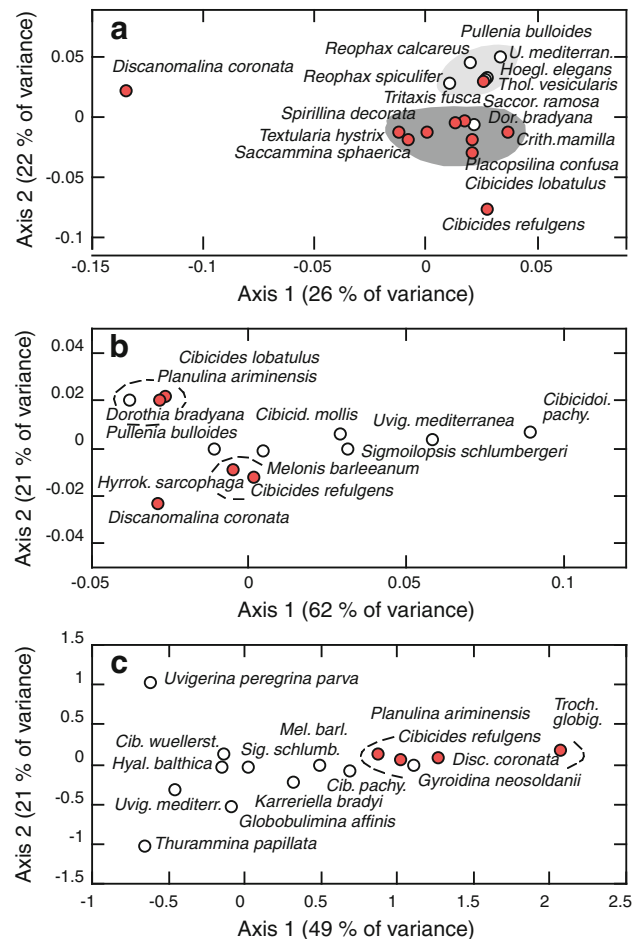 a
Pullenia bulloides
Reophax calcareus
U. mediterran.
Discanomalina coronata
Hoegl. elegans
Reophax spiculifer
Thol. vesicularis
Tritaxis fusca
Saccor. ramosa
Spirillina decorata
Dor. bradyana
Textularia hystrix
Crith.mamilla
Saccammina sphaerica
Placopsilina confusa
Cibicides lobatulus
Cibicides refulgens
0.05
0
-0.05
-0.1
Axis 2 (22 % of variance)
-0.15
-0.1
-0.05
0
0.05
Axis 1 (26 % of variance)
b
Cibicides lobatulus
Planulina ariminensis
Cibicidoi.
pachy.
Dorothia bradyana
Cibicid. mollis
Uvig. mediterranea
Pullenia bulloides
Sigmoilopsis schlumbergeri
Melonis barleeanum
Hyrrok. sarcophaga
Cibicides refulgens
Discanomalina coronata
0.04
0.02
0
-0.02
-0.04
Axis 2 (21 % of variance)
-0.05
0
0.05
0.1
Axis 1 (62 % of variance)
c
Uvigerina peregrina parva
Troch.
globig.
Planulina ariminensis
Mel. barl.
Cibicides refulgens
Cib. wuellerst.
Sig. schlumb.
Disc. coronata
Hyal. balthica
Cib. pachy.
Gyroidina neosoldanii
Uvig. mediterr.
Karreriella bradyi
Globobulimina affinis
Thurammina papillata
1.5
1
0.5
0
-0.5
-1
-1.5
Axis 2 (21 % of variance)
-1
-0.5
0
0.5
1
1.5
2
2.5
Axis 1 (49 % of variance)